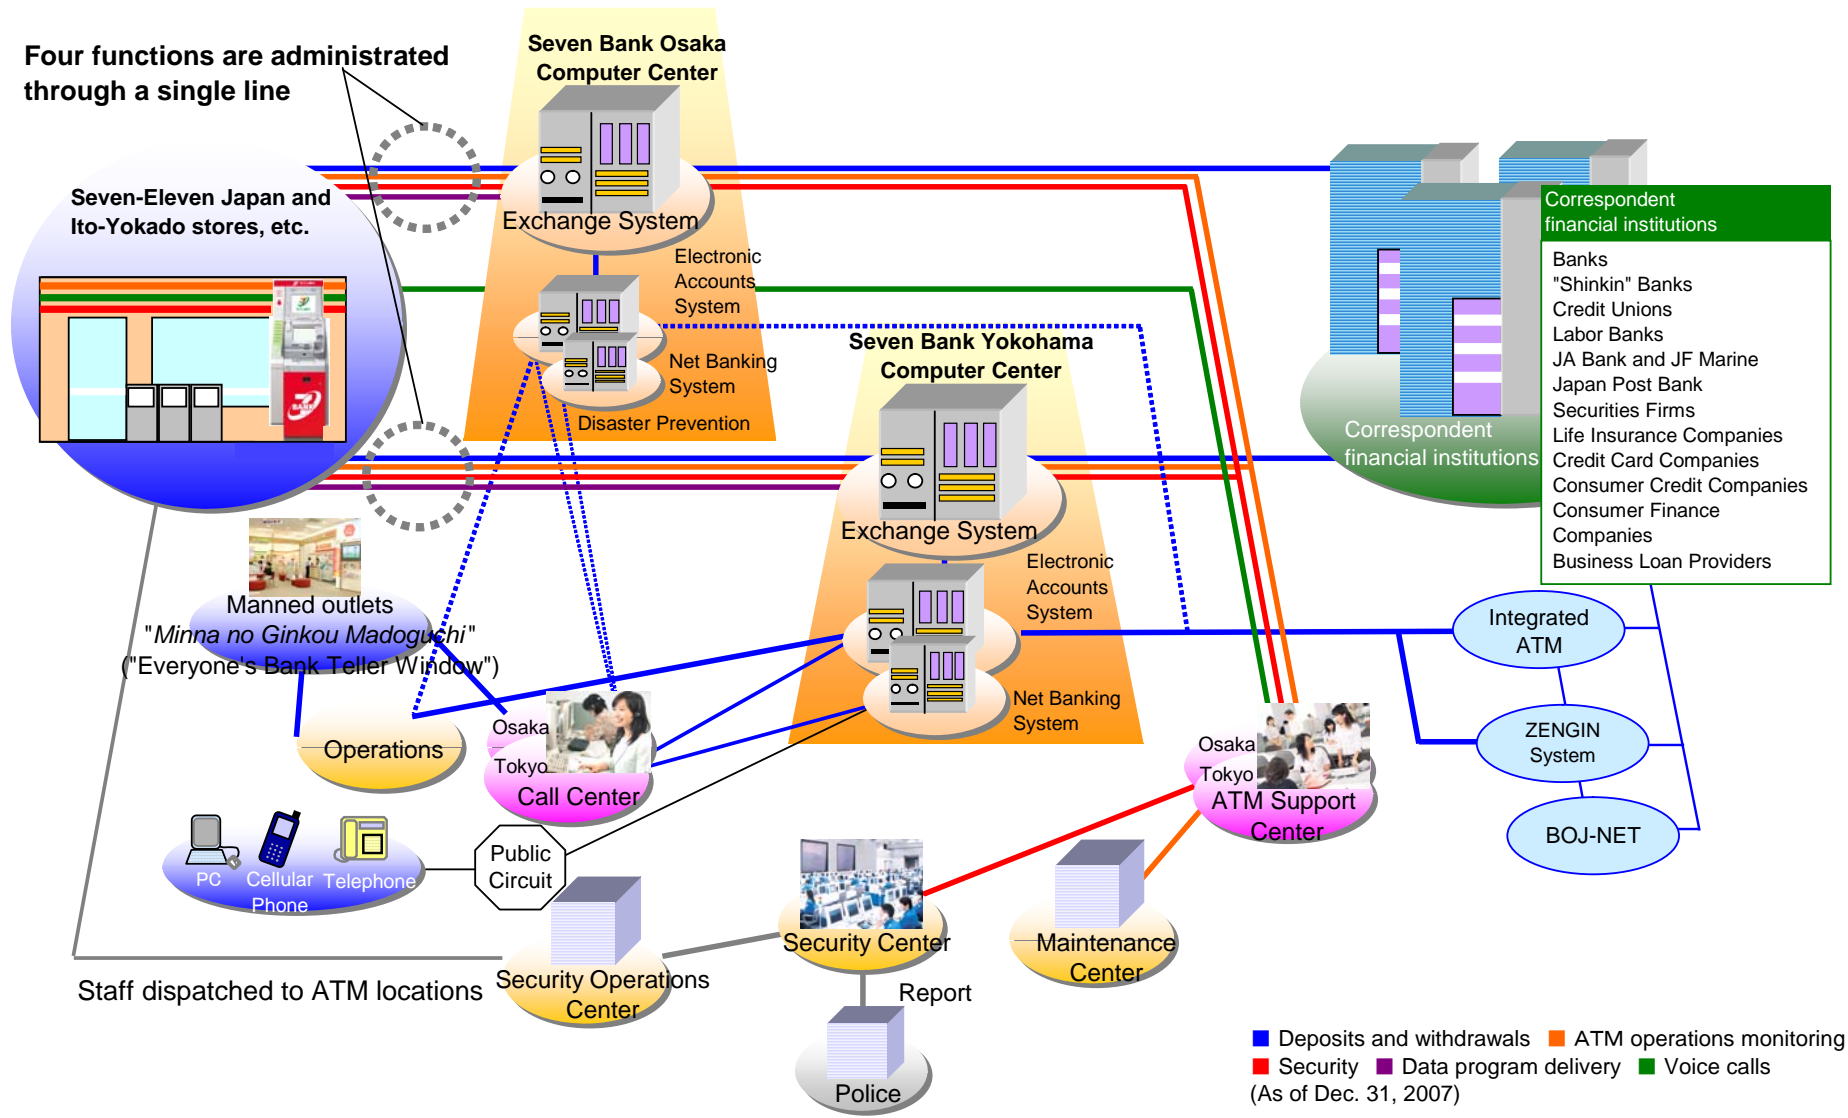 Four functions are administrated
through a single line
Seven Bank Osaka
Computer Center
Seven-Eleven Japan and
Ito-Yokado stores, etc.
Exchange System
Electronic
Accounts
System
Net Banking
System
Disaster Prevention
Seven Bank Yokohama
Computer Center
Exchange System
Electronic
Accounts
System
Net Banking
System
Correspondent
financial institutions
Correspondent
financial institutions
Banks
"Shinkin" Banks
Credit Unions
Labor Banks
JA Bank and JF Marine
Japan Post Bank
Securities Firms
Life Insurance Companies
Credit Card Companies
Consumer Credit Companies
Consumer Finance
Companies
Business Loan Providers
Manned outlets
"Minna no Ginkou Madoguchi"
("Everyone's Bank Teller Window")
Operations
Osaka
Tokyo
Call Center
PC
Cellular
Phone
Telephone
Public
Circuit
Osaka
Tokyo
ATM Support
Center
Integrated
ATM
ZENGIN
System
BOJ-NET
Security Center
Maintenance
Center
Security Operations
Center
Staff dispatched to ATM locations
Report
Police
Deposits and withdrawals
ATM operations monitoring
Security
Data program delivery
Voice calls
(As of Dec. 31, 2007)